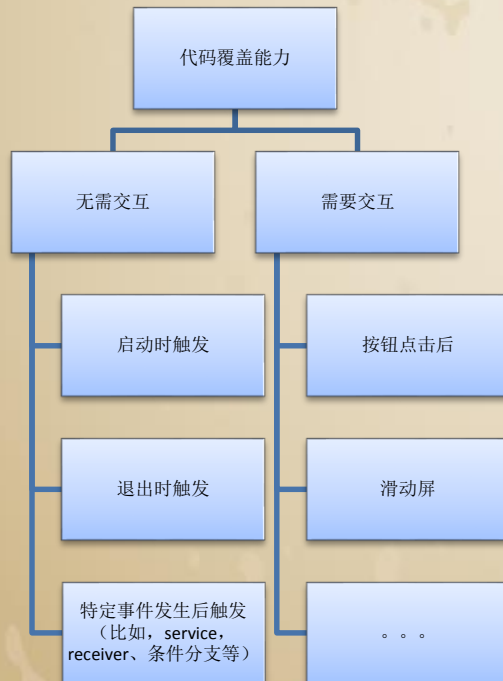 代码覆盖能力
无需交互
需要交互
启动时触发
按钮点击后
退出时触发
滑动屏
特定事件发生后触发
（比如，service，
receiver、条件分支等）
。。。